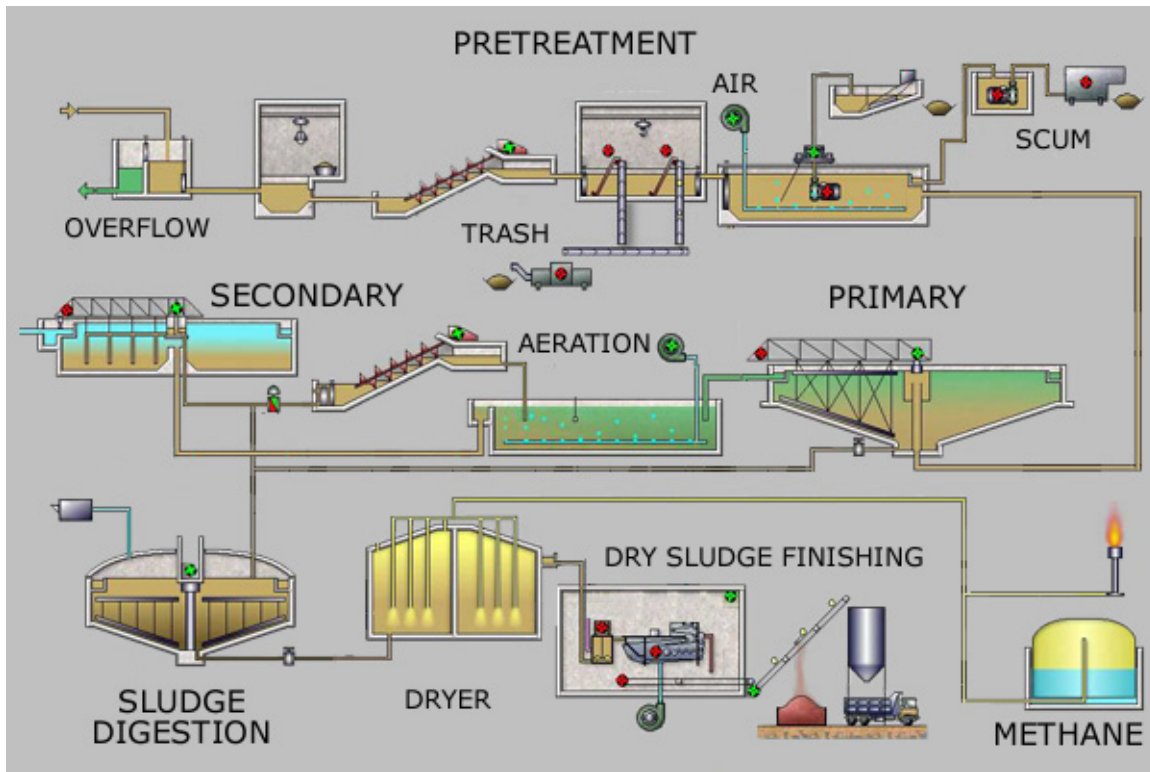 PRETREATMENT
AIR
SCUM
OVERFLOW
TRASH
SECONDARY
PRIMARY
AERATION
DRY SLUDGE FINISHING
SLUDGE
DIGESTION
DRYER
METHANE